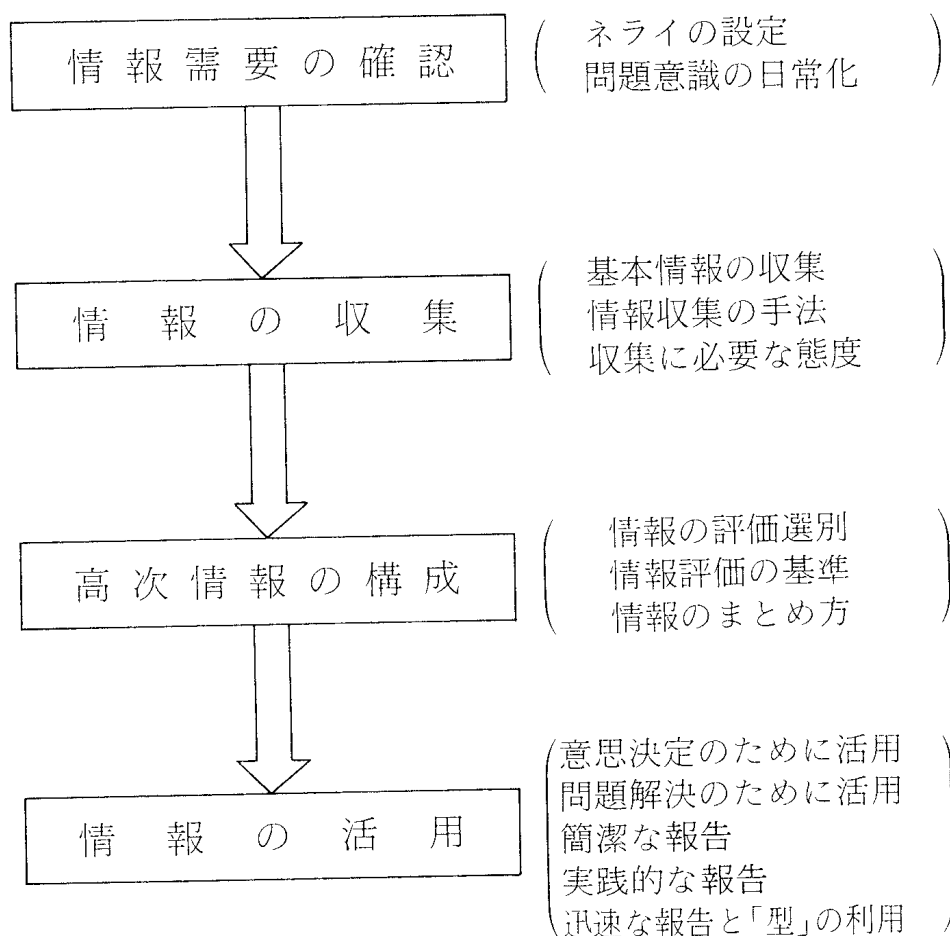 情報需要の確認
ネライの設定
問題意識の日常化
情報の収集
基本情報の収集
情報収集の手法
収集に必要な態度
高次情報の構成
情報の評価選別
情報評価の基準
情報のまとめ方
情報の活用
意思決定のために活用
問題解決のために活用
簡潔な報告
実践的な報告
迅速な報告と「型」の利用